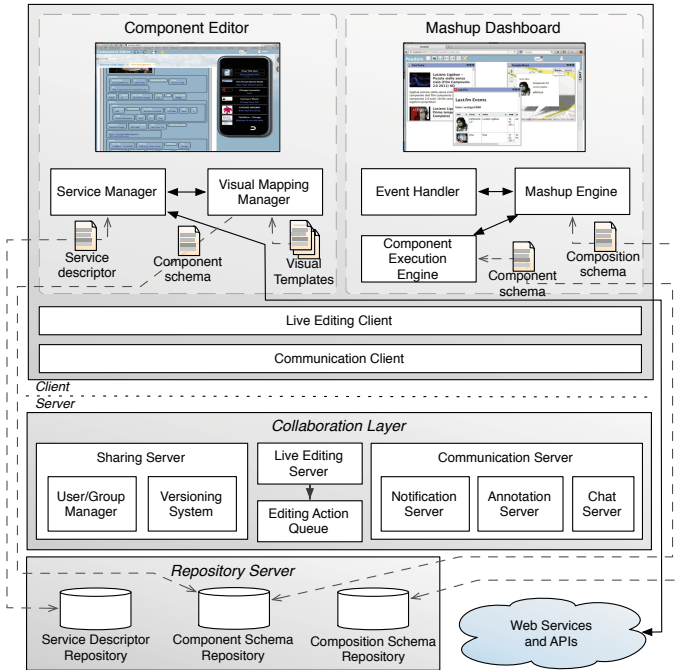 Component Editor
Mashup Dashboard
Service Manager
Visual Mapping
Manager
Event Handler
Mashup Engine
Service
descriptor
Component
schema
Visual
Templates
Component
Execution
Engine
Component
schema
Composition
schema
Live Editing Client
Communication Client
Client
Server
Collaboration Layer
Sharing Server
User/Group
Manager
Versioning
System
Live Editing
Server
Editing Action
Queue
Communication Server
Notification
Server
Annotation
Server
Chat
Server
Repository Server
Service Descriptor
Repository
Component Schema
Repository
Composition Schema
Repository
Web Services
and APIs